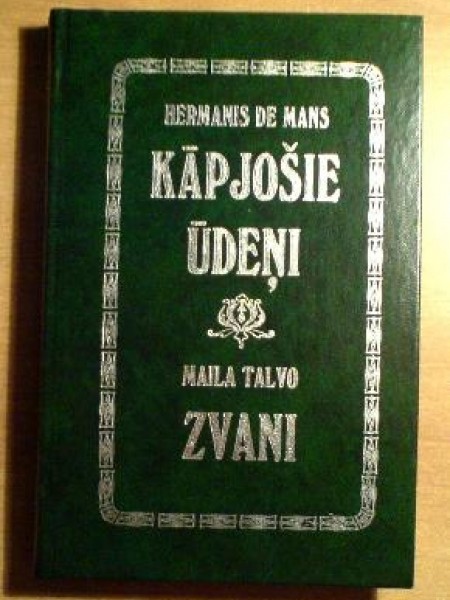 HERMANIS DE MANS
KĀPJOŠIE
ŪDEŅI
MAILA TALVO
ZVANI